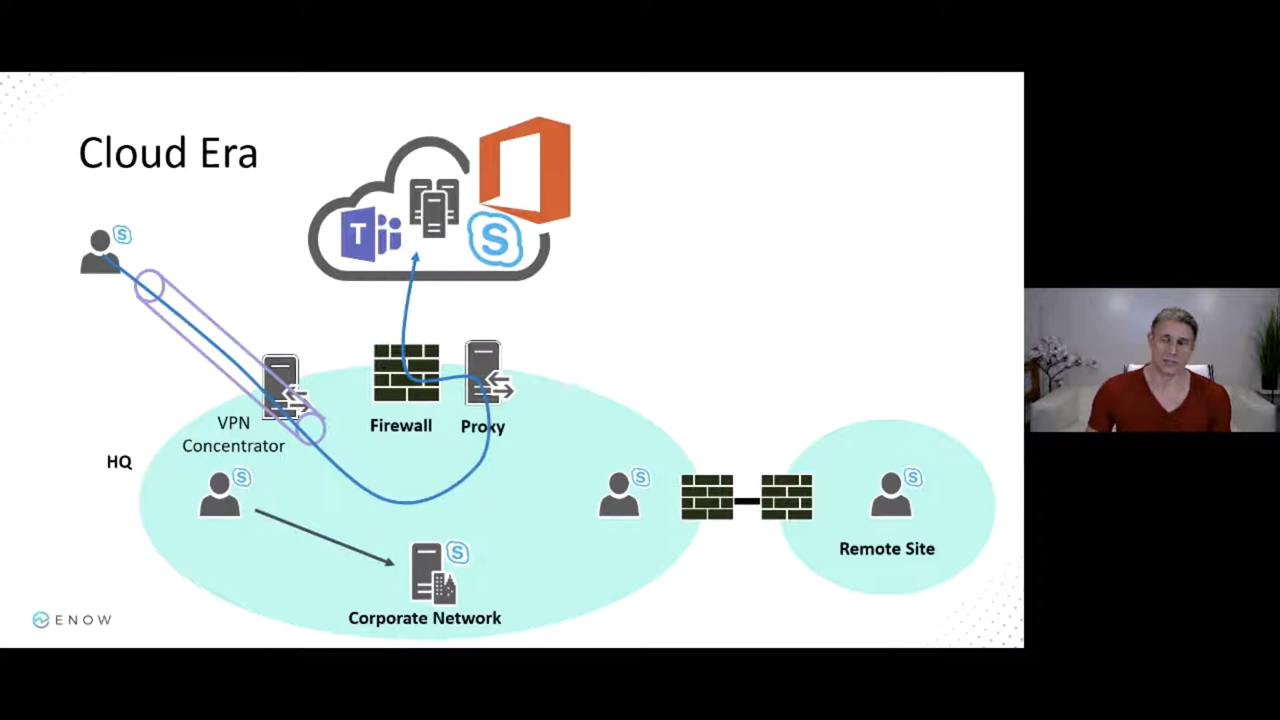 Cloud Era
S
T
S
VPN
Concentrator
Firewall
Proxy
HQ
S
S
S
Remote Site
S
Corporate Network
ENOW